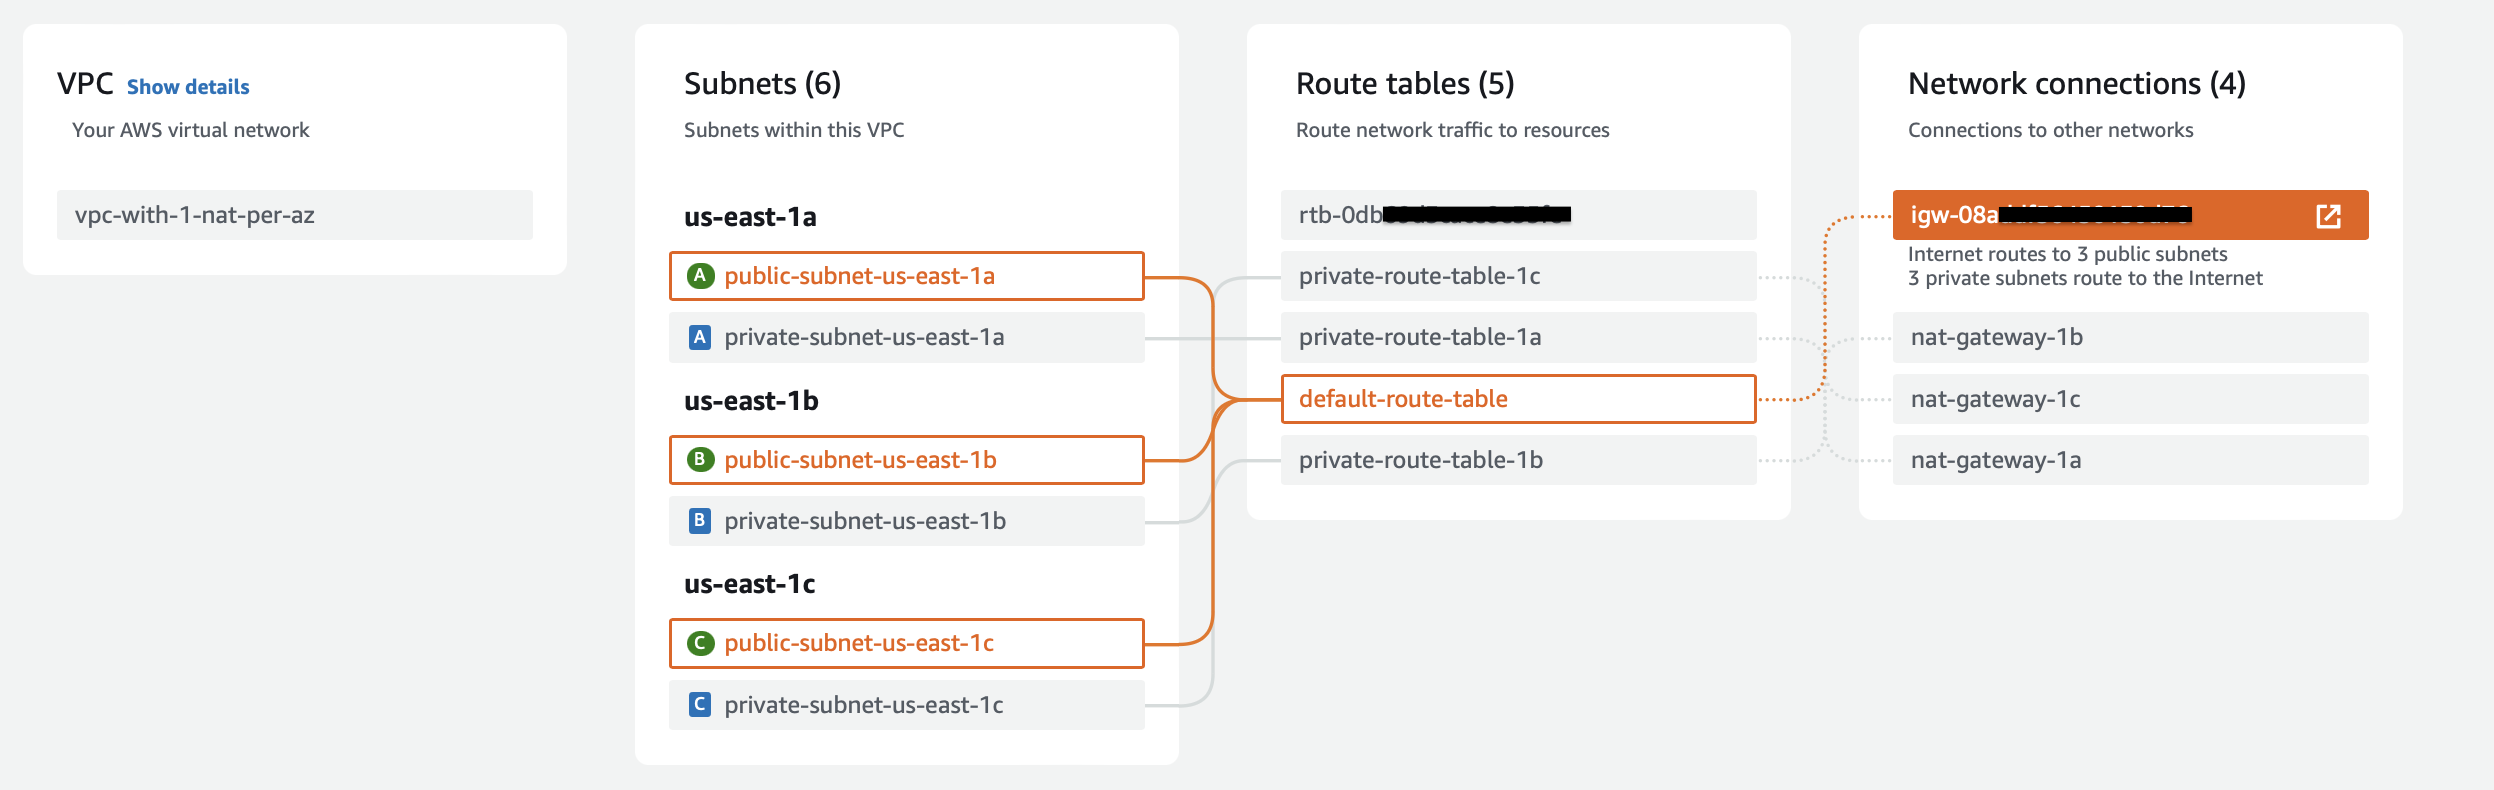 VPC Show details
Your AWS virtual network
vpc-with-1-nat-per-az
Subnets (6)
Subnets within this VPC
us-east-1a
A public-subnet-us-east-1a
A private-subnet-us-east-1a
us-east-1b
B public-subnet-us-east-1b
B private-subnet-us-east-1b
us-east-1c
C public-subnet-us-east-1c
C private-subnet-us-east-1c
Route tables (5)
Route network traffic to resources
rtb-0db
private-route-table-1c
private-route-table-1a
default-route-table
private-route-table-1b
Network connections (4)
Connections to other networks
igw-08a
Internet routes to 3 public subnets
3 private subnets route to the Internet
nat-gateway-1b
nat-gateway-1c
nat-gateway-1a